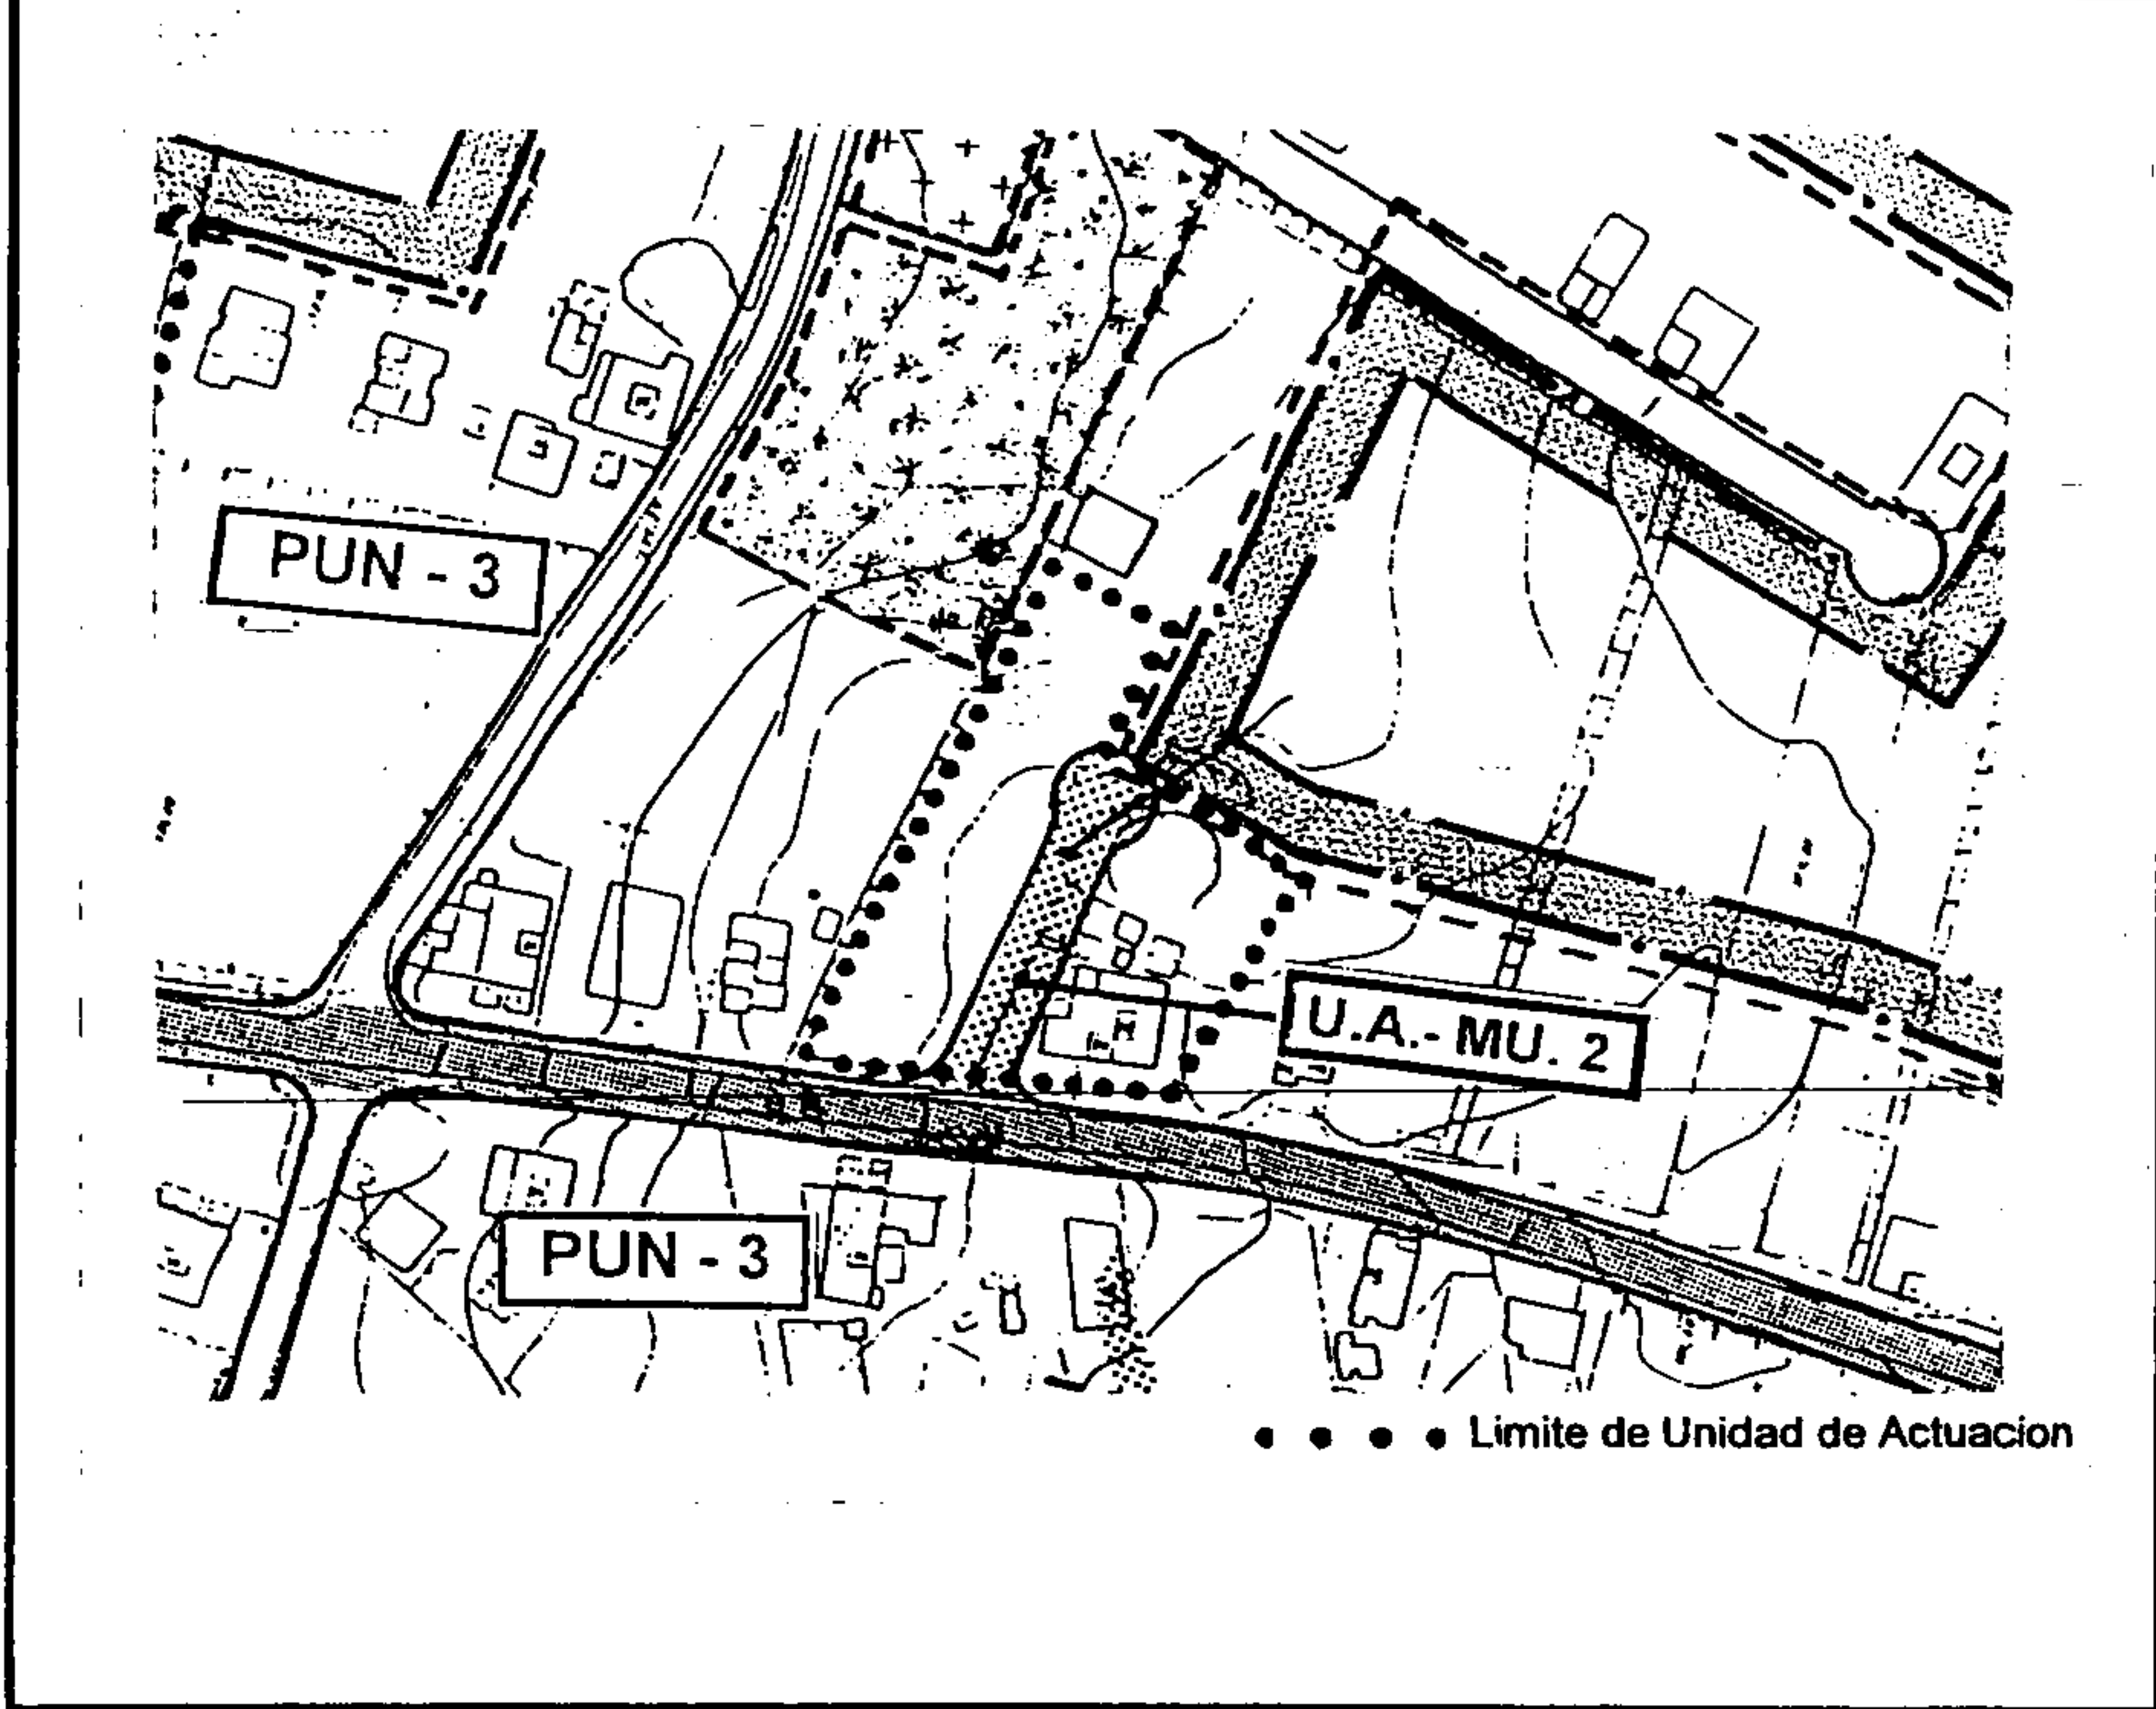 PUN - 3
U.A.- MU. 2
PUN - 3
• • • • Limite de Unidad de Actuacion